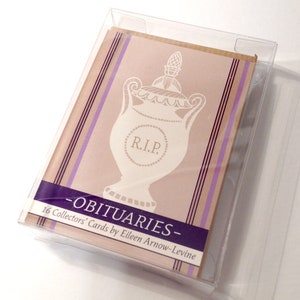 R.I.P.
-OBITUARIES-
16 Collectors' Cards by Eileen Arnow-Levine